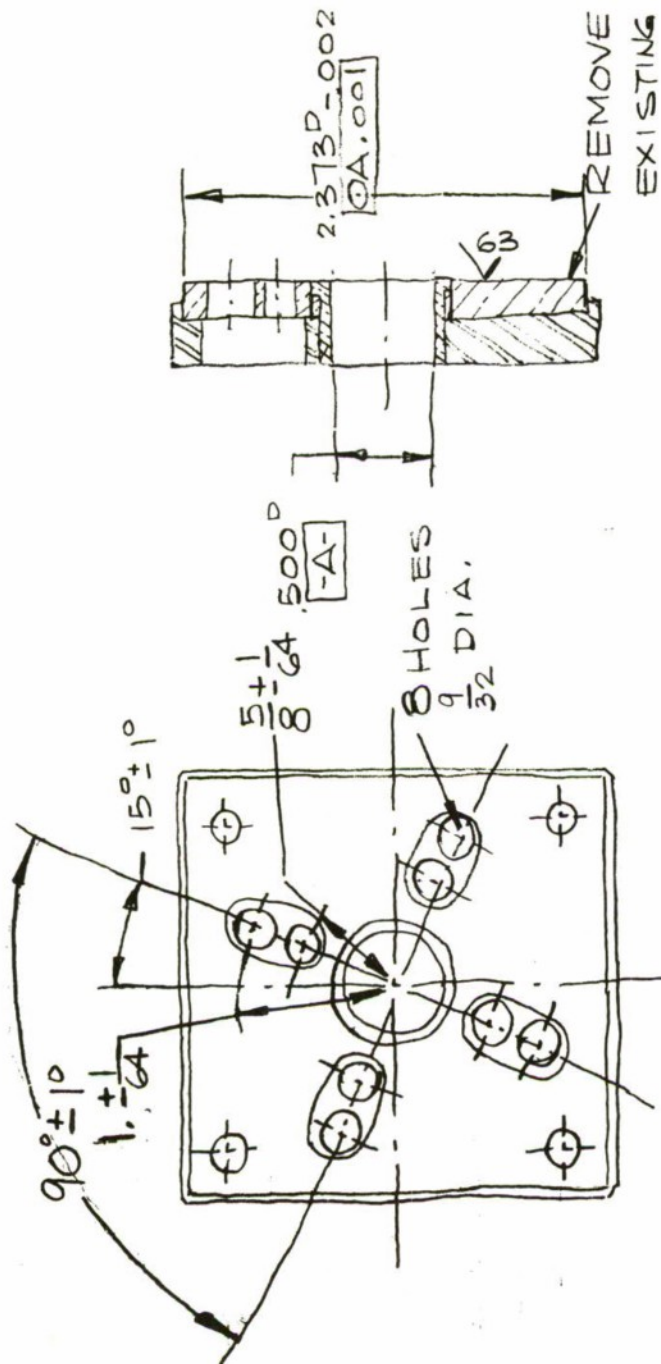 90°±1°
1.±1/64
15°±1°
5/8±1/64
8 HOLES
9/32 DIA.
.500ᴰ
-A-
2.373ᴰ-.002
⌾A.001
63
REMOVE
EXISTING